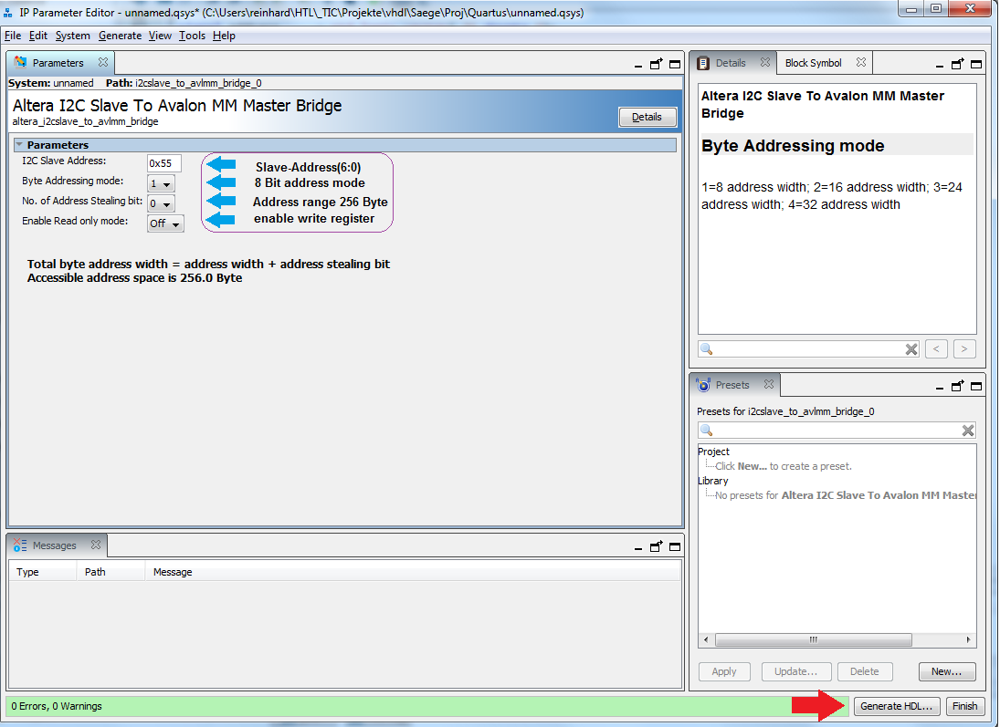 IP Parameter Editor - unnamed.qsys* (C:\Users\reinhard\HTL\_TIC\Projekte\vhdl\Saege\Proj\Quartus\unnamed.qsys)
File Edit System Generate View Tools Help
Parameters
System: unnamed Path: i2cslave_to_avlmm_bridge_0
Altera I2C Slave To Avalon MM Master Bridge
altera_i2cslave_to_avlmm_bridge
Details
Parameters
I2C Slave Address: 0x55 Slave-Address(6:0)
Byte Addressing mode: 1 8 Bit address mode
No. of Address Stealing bit: 0 Address range 256 Byte
Enable Read only mode: Off enable write register
Total byte address width = address width + address stealing bit
Accessible address space is 256.0 Byte
Messages
Type Path Message
Details Block Symbol
Altera I2C Slave To Avalon MM Master
Bridge
Byte Addressing mode
1=8 address width; 2=16 address width; 3=24
address width; 4=32 address width
< >
Presets
Presets for i2cslave_to_avlmm_bridge_0
Project
Click New... to create a preset.
Library
No presets for Altera I2C Slave To Avalon MM Master
Apply Update... Delete New...
0 Errors, 0 Warnings
Generate HDL... Finish